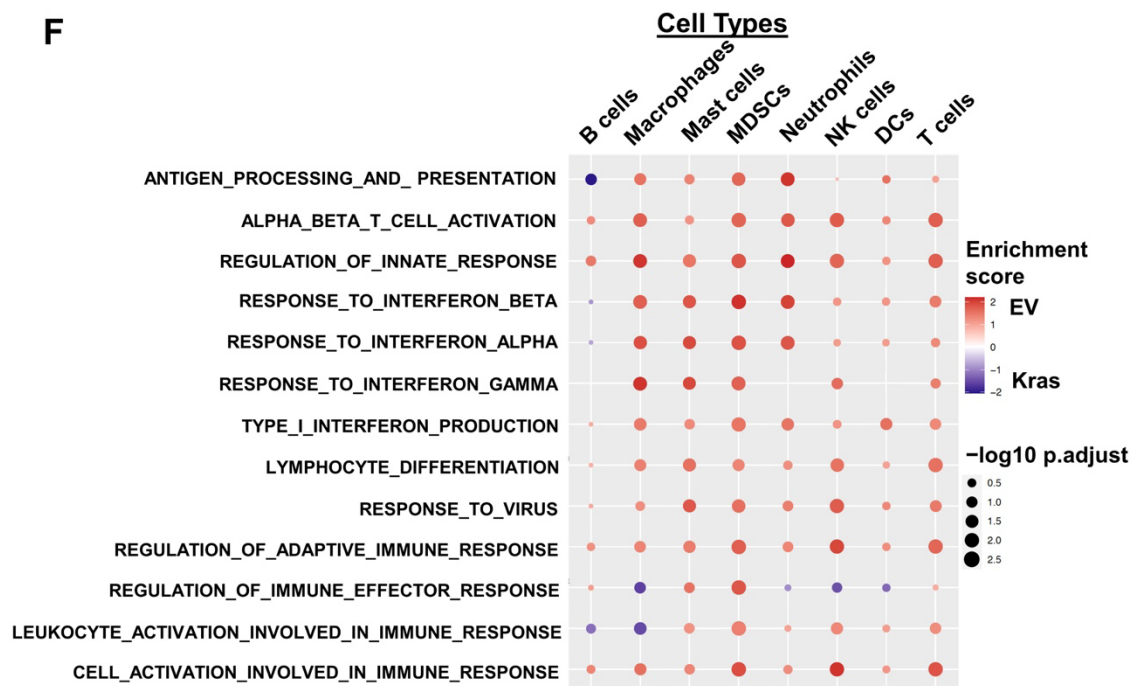 F
Cell Types
B cells
Macrophages
Mast cells
MDSCs
Neutrophils
NK cells
DCs
T cells
ANTIGEN_PROCESSING_AND_ PRESENTATION
ALPHA_BETA_T_CELL_ACTIVATION
REGULATION_OF_INNATE_RESPONSE
RESPONSE_TO_INTERFERON_BETA
RESPONSE_TO_INTERFERON_ALPHA
RESPONSE_TO_INTERFERON_GAMMA
TYPE_I_INTERFERON_PRODUCTION
LYMPHOCYTE_DIFFERENTIATION
RESPONSE_TO_VIRUS
REGULATION_OF_ADAPTIVE_IMMUNE_RESPONSE
REGULATION_OF_IMMUNE_EFFECTOR_RESPONSE
LEUKOCYTE_ACTIVATION_INVOLVED_IN_IMMUNE_RESPONSE
CELL_ACTIVATION_INVOLVED_IN_IMMUNE_RESPONSE
Enrichment
score
2 EV
1
0
−1
Kras
−2
−log10 p.adjust
0.5
1.0
1.5
2.0
2.5